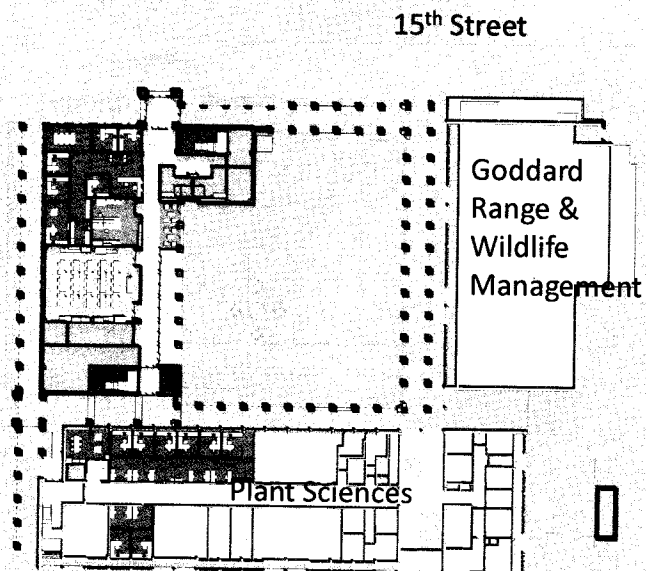 15th Street
Goddard
Range &
Wildlife
Management
Plant Sciences